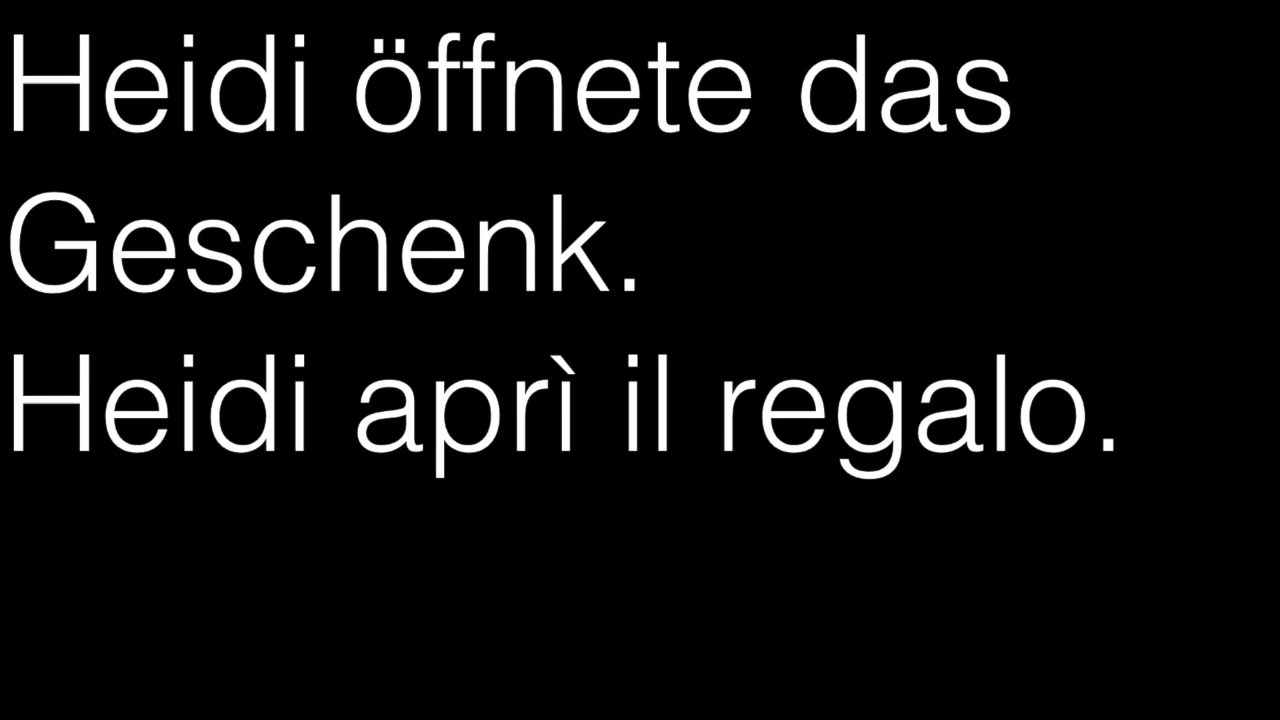 Heidi öffnete das
Geschenk.
Heidi aprì il regalo.